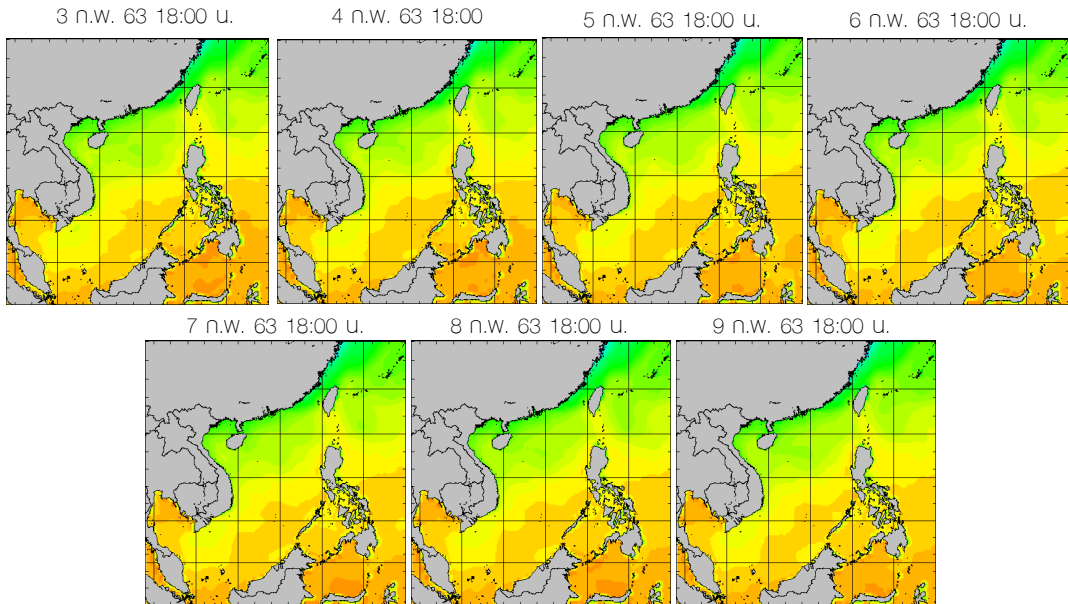 3 ก.พ. 63 18:00 น.
4 ก.พ. 63 18:00
5 ก.พ. 63 18:00 น.
6 ก.พ. 63 18:00 น.
7 ก.พ. 63 18:00 น.
8 ก.พ. 63 18:00 น.
9 ก.พ. 63 18:00 น.